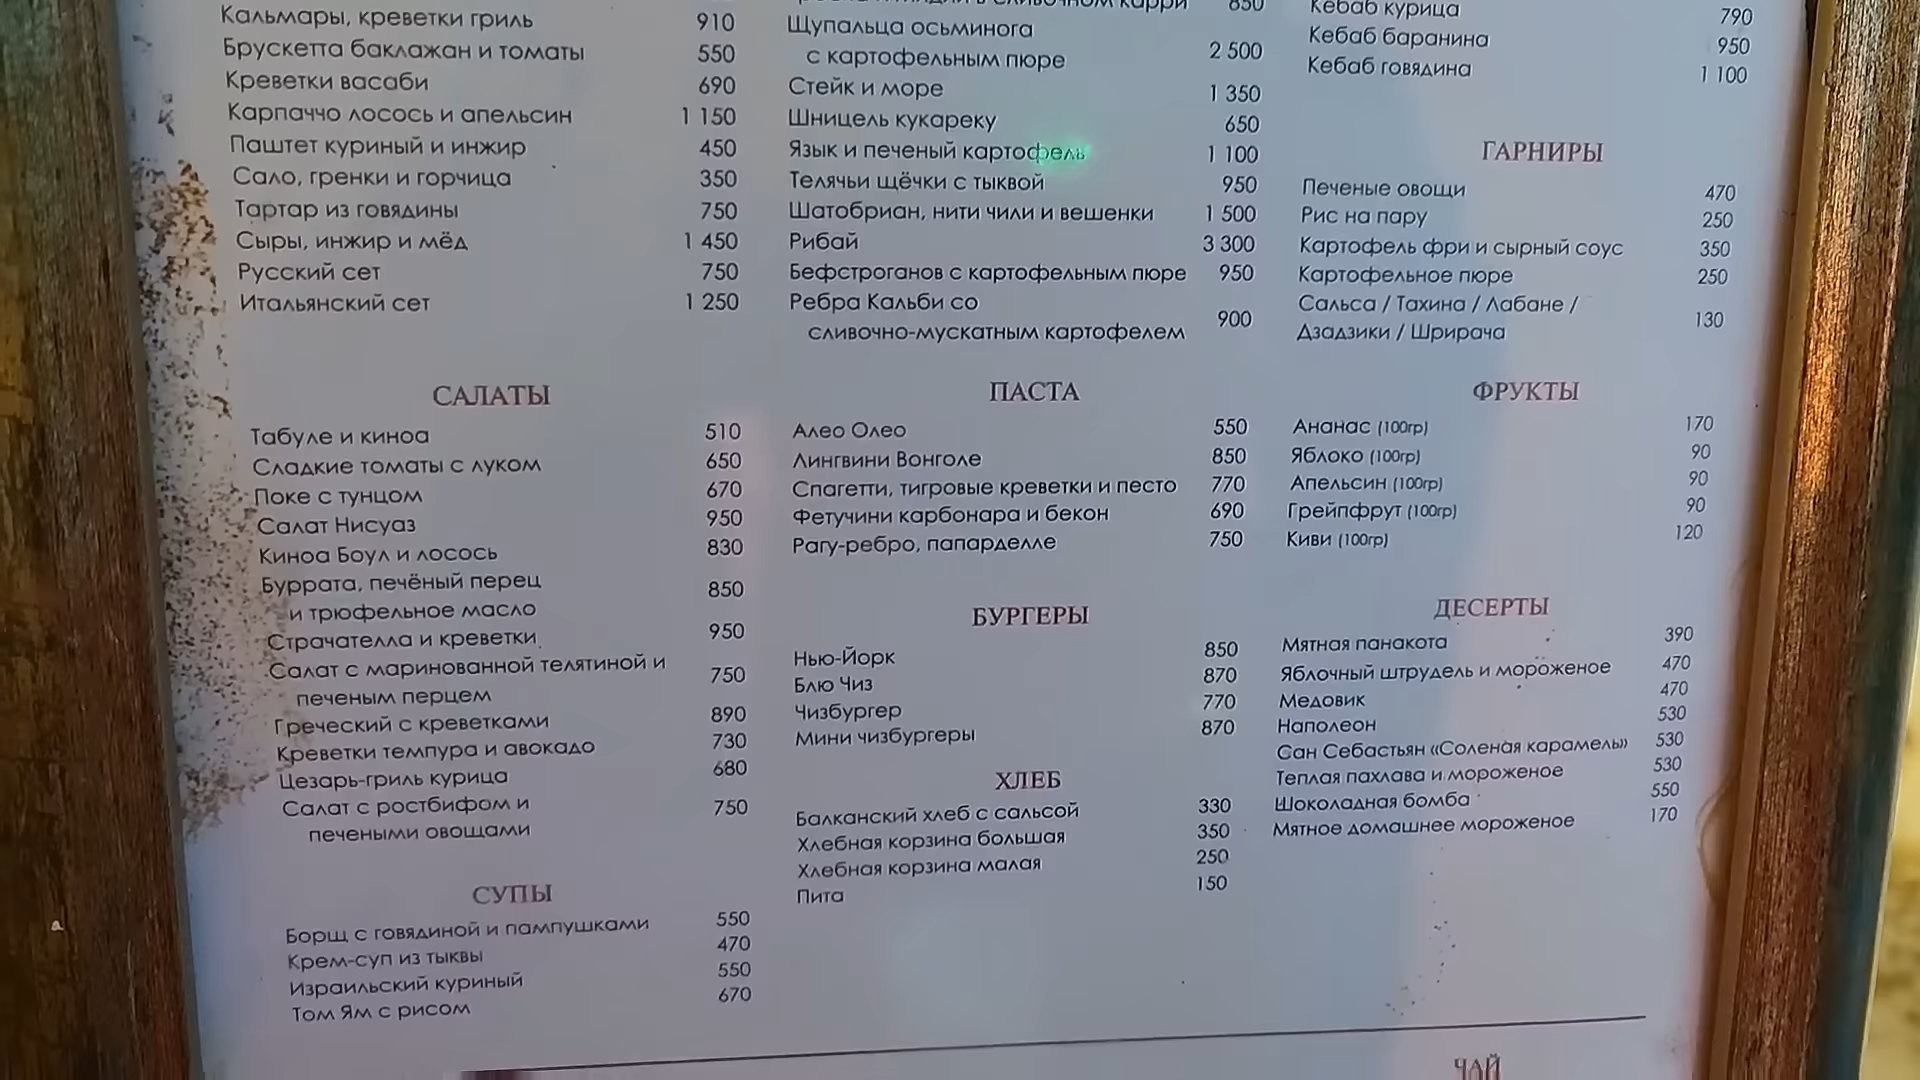 Кальмары, креветки гриль 910
Брускетта баклажан и томаты 550
Креветки васаби 690
Карпаччо лосось и апельсин 1 150
Паштет куриный и инжир 450
Сало, гренки и горчица 350
Тартар из говядины 750
Сыры, инжир и мёд 1 450
Русский сет 750
Итальянский сет 1 250
САЛАТЫ
Табуле и киноа 510
Сладкие томаты с луком 650
Поке с тунцом 670
Салат Нисуаз 950
Киноа Боул и лосось 830
Буррата, печёный перец 850
и трюфельное масло
Страчателла и креветки 950
Салат с маринованной телятиной и 750
печеным перцем
Греческий с креветками 890
Креветки темпура и авокадо 730
Цезарь-гриль курица 680
Салат с ростбифом и 750
печеными овощами
СУПЫ
Борщ с говядиной и пампушками 550
Крем-суп из тыквы 470
Израильский куриный 550
Том Ям с рисом 670
в сливочном карри 850
Щупальца осьминога
с картофельным пюре 2 500
Стейк и море 1 350
Шницель кукареку 650
Язык и печеный картофель 1 100
Телячьи щёчки с тыквой 950
Шатобриан, нити чили и вешенки 1 500
Рибай 3 300
Бефстроганов с картофельным пюре 950
Ребра Кальби со 900
сливочно-мускатным картофелем
ПАСТА
Алео Олео 550
Лингвини Вонголе 850
Спагетти, тигровые креветки и песто 770
Фетучини карбонара и бекон 690
Рагу-ребро, папарделле 750
БУРГЕРЫ
Нью-Йорк 850
Блю Чиз 870
Чизбургер 770
Мини чизбургеры 870
ХЛЕБ
Балканский хлеб с сальсой 330
Хлебная корзина большая 350
Хлебная корзина малая 250
Пита 150
Кебаб курица 790
Кебаб баранина 950
Кебаб говядина 1 100
ГАРНИРЫ
Печеные овощи 470
Рис на пару 250
Картофель фри и сырный соус 350
Картофельное пюре 250
Сальса / Тахина / Лабане / 130
Дзадзики / Шрирача
ФРУКТЫ
Ананас (100гр) 170
Яблоко (100гр) 90
Апельсин (100гр) 90
Грейпфрут (100гр) 90
Киви (100гр) 120
ДЕСЕРТЫ
Мятная панакота 390
Яблочный штрудель и мороженое 470
Медовик 470
Наполеон 530
Сан Себастьян «Соленая карамель» 530
Теплая пахлава и мороженое 530
Шоколадная бомба 550
Мятное домашнее мороженое 170
ЧАЙ